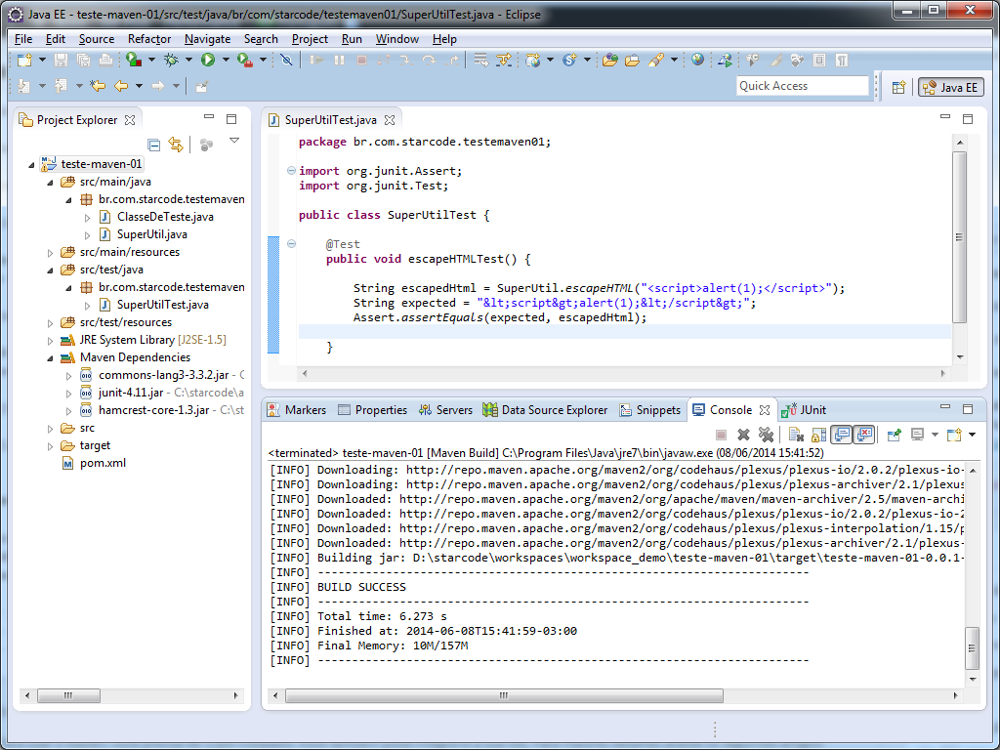 Java EE - teste-maven-01/src/test/java/br/com/starcode/testemaven01/SuperUtilTest.java - Eclipse
File Edit Source Refactor Navigate Search Project Run Window Help
Quick Access
Java EE
Project Explorer
teste-maven-01
src/main/java
br.com.starcode.testemaven
ClasseDeTeste.java
SuperUtil.java
src/main/resources
src/test/java
br.com.starcode.testemaven
SuperUtilTest.java
src/test/resources
JRE System Library [J2SE-1.5]
Maven Dependencies
commons-lang3-3.3.2.jar - C
junit-4.11.jar - C:\starcode\a
hamcrest-core-1.3.jar - C:\st
src
target
pom.xml
SuperUtilTest.java
package br.com.starcode.testemaven01;
import org.junit.Assert;
import org.junit.Test;
public class SuperUtilTest {
@Test
public void escapeHTMLTest() {
String escapedHtml = SuperUtil.escapeHTML("<script>alert(1);</script>");
String expected = "&lt;script&gt;alert(1);&lt;/script&gt;";
Assert.assertEquals(expected, escapedHtml);
}
Markers Properties Servers Data Source Explorer Snippets Console JUnit
<terminated> teste-maven-01 [Maven Build] C:\Program Files\Java\jre7\bin\javaw.exe (08/06/2014 15:41:52)
[INFO] Downloading: http://repo.maven.apache.org/maven2/org/codehaus/plexus/plexus-io/2.0.2/plexus-io-
[INFO] Downloading: http://repo.maven.apache.org/maven2/org/codehaus/plexus/plexus-archiver/2.1/plexus
[INFO] Downloaded: http://repo.maven.apache.org/maven2/org/apache/maven/maven-archiver/2.5/maven-archi
[INFO] Downloaded: http://repo.maven.apache.org/maven2/org/codehaus/plexus/plexus-io/2.0.2/plexus-io-2
[INFO] Downloaded: http://repo.maven.apache.org/maven2/org/codehaus/plexus/plexus-interpolation/1.15/p
[INFO] Downloaded: http://repo.maven.apache.org/maven2/org/codehaus/plexus/plexus-archiver/2.1/plexus-
[INFO] Building jar: D:\starcode\workspaces\workspace_demo\teste-maven-01\target\teste-maven-01-0.0.1-
[INFO] ------------------------------------------------------------------------
[INFO] BUILD SUCCESS
[INFO] ------------------------------------------------------------------------
[INFO] Total time: 6.273 s
[INFO] Finished at: 2014-06-08T15:41:59-03:00
[INFO] Final Memory: 10M/157M
[INFO] ------------------------------------------------------------------------